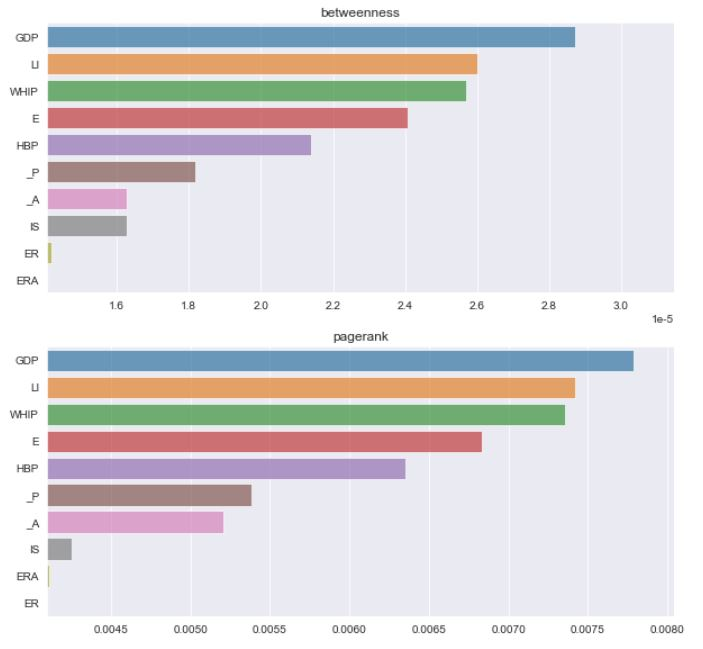 betweenness
GDP
LI
WHIP
E
HBP
_P
_A
IS
ER
ERA
1.6 1.8 2.0 2.2 2.4 2.6 2.8 3.0
1e-5
pagerank
GDP
LI
WHIP
E
HBP
_P
_A
IS
ERA
ER
0.0045 0.0050 0.0055 0.0060 0.0065 0.0070 0.0075 0.0080